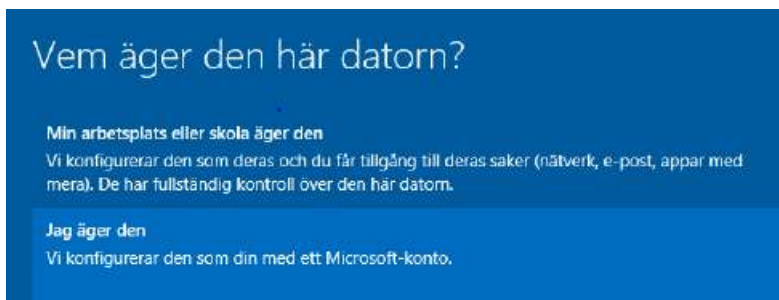 Vem äger den här datorn?
Min arbetsplats eller skola äger den
Vi konfigurerar den som deras och du får tillgång till deras saker (nätverk, e-post, appar med
mera). De har fullständig kontroll över den här datorn.
Jag äger den
Vi konfigurerar den som din med ett Microsoft-konto.